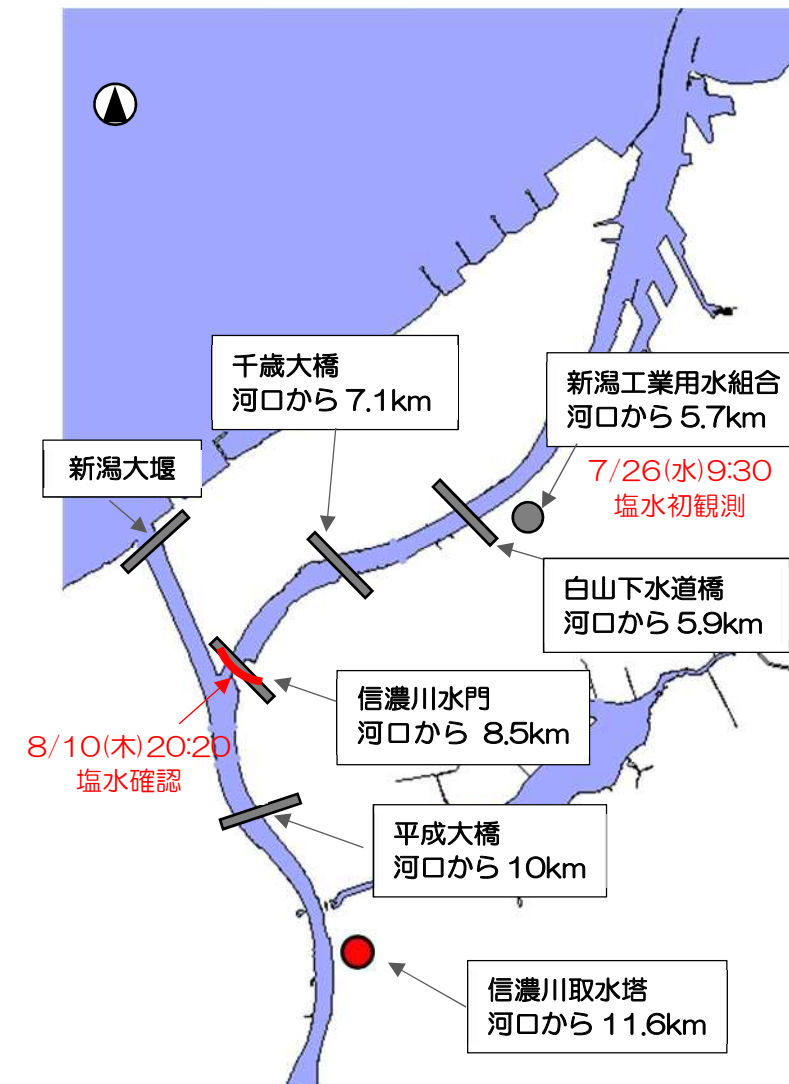 千歳大橋
河口から 7.1km
新潟工業用水組合
河口から 5.7km
7/26(水)9:30
塩水初観測
新潟大堰
白山下水道橋
河口から 5.9km
信濃川水門
河口から 8.5km
8/10(木)20:20
塩水確認
平成大橋
河口から 10km
信濃川取水塔
河口から 11.6km